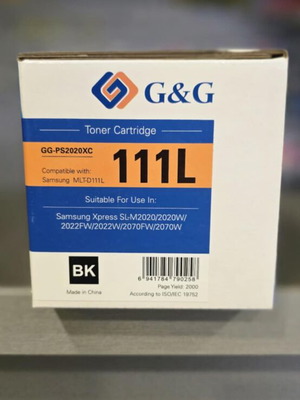 G&G
Toner Cartridge
GG-PS2020XC
Compatible with:
Samsung MLT-D111L
111L
Suitable For Use In:
Samsung Xpress SL-M2020/2020W/
2022FW/2022W/2070FW/2070W
BK
Made in China
6 941784 790258
Page Yield: 2000
According to ISO/IEC 19752